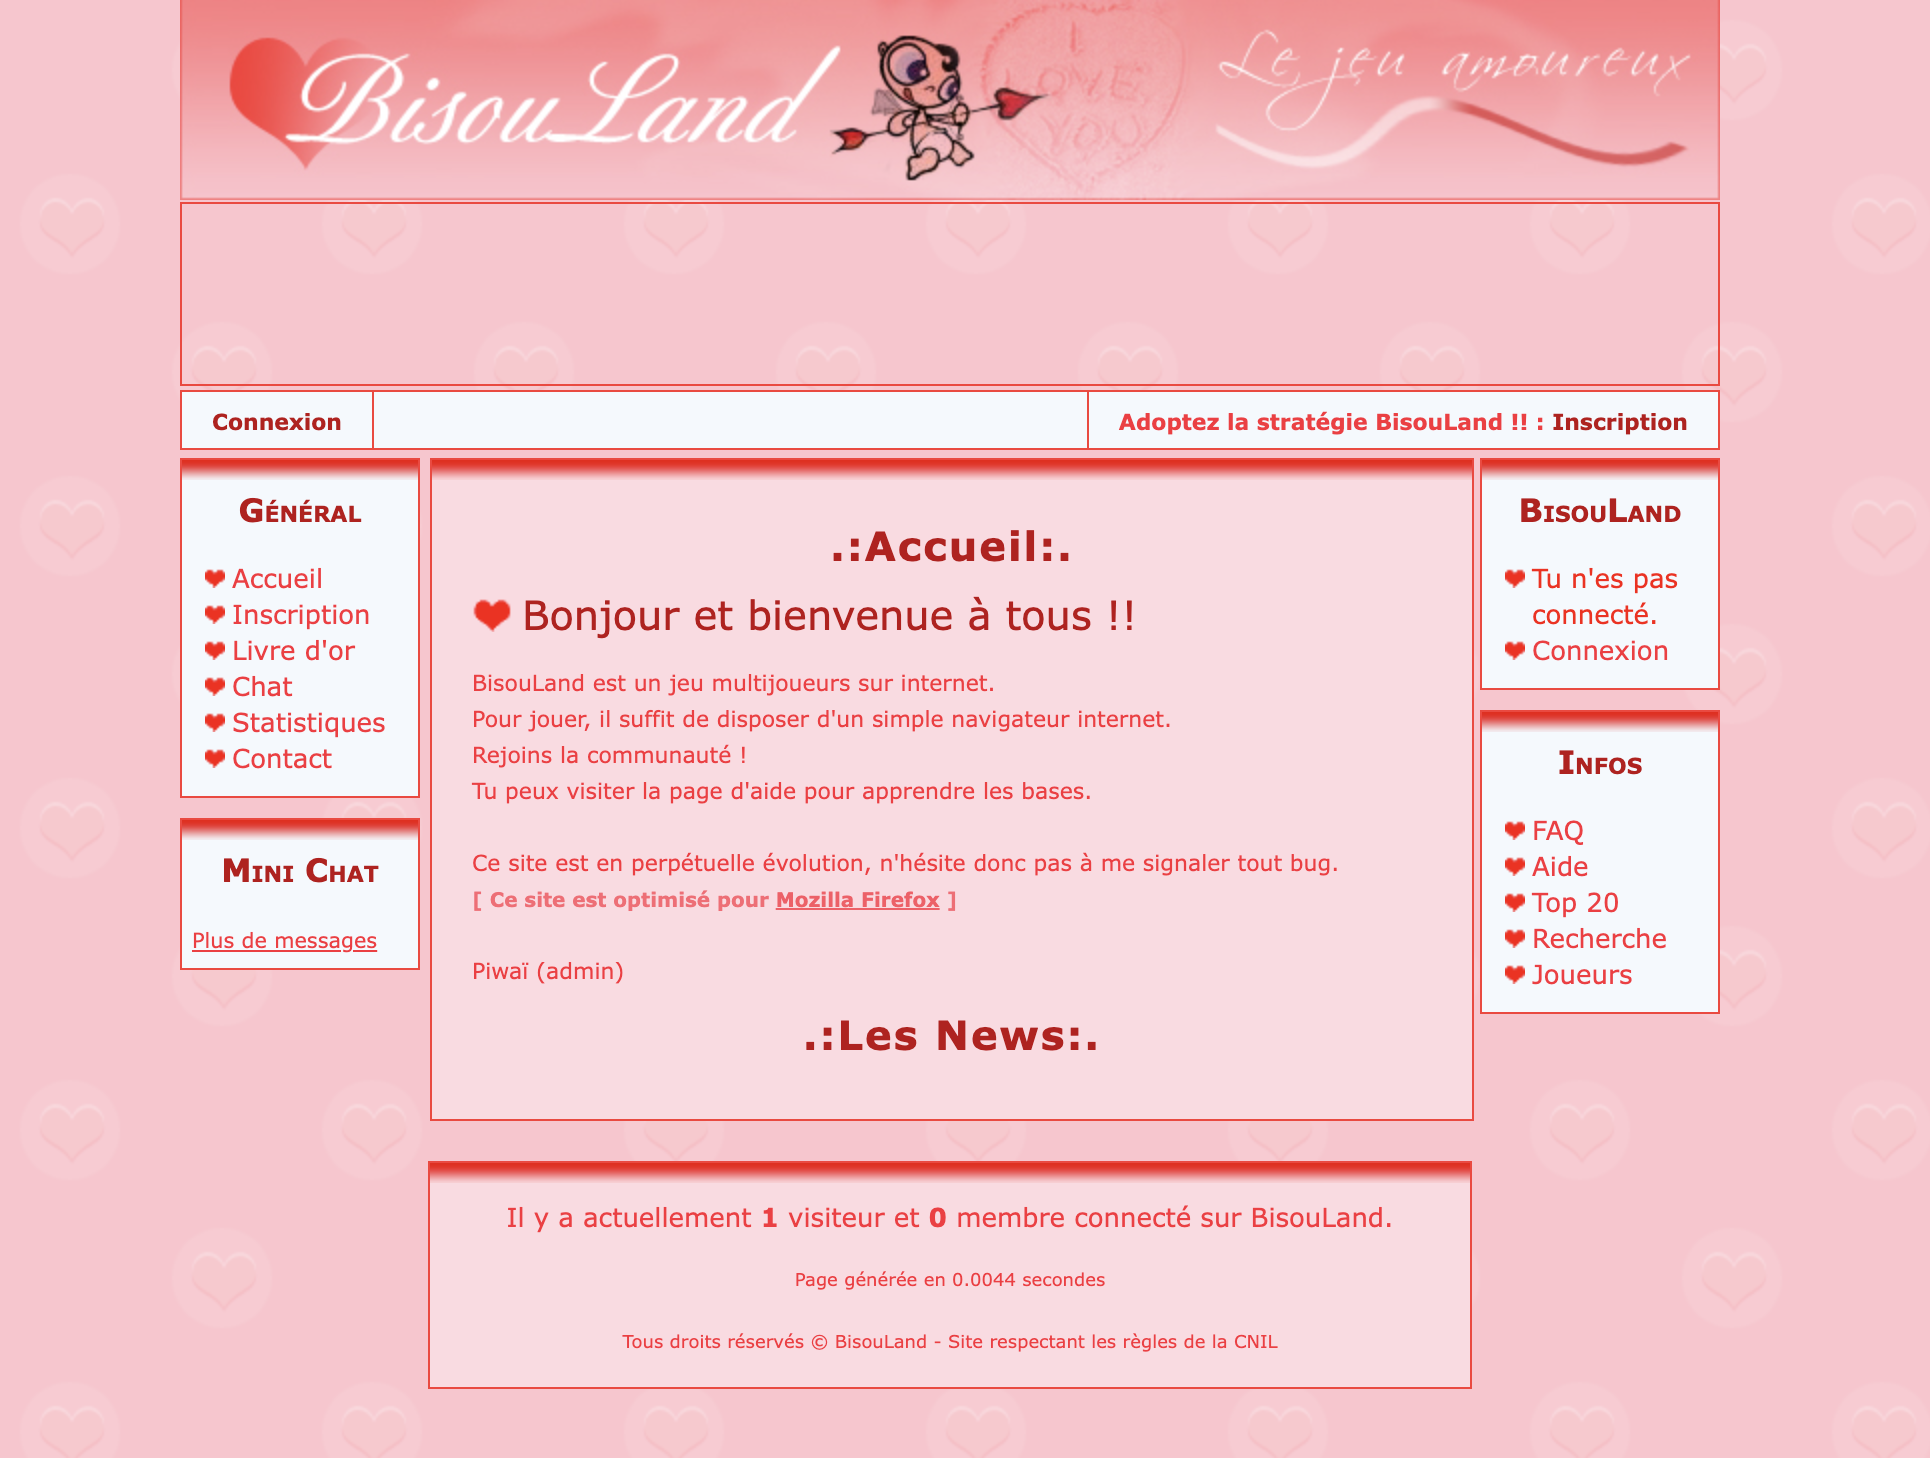 BisouLand
I
LOVE
YOU
Le jeu amoureux
Connexion
Adoptez la stratégie BisouLand !! : Inscription
Général
Accueil
Inscription
Livre d'or
Chat
Statistiques
Contact
Mini Chat
Plus de messages
.:Accueil:.
Bonjour et bienvenue à tous !!
BisouLand est un jeu multijoueurs sur internet.
Pour jouer, il suffit de disposer d'un simple navigateur internet.
Rejoins la communauté !
Tu peux visiter la page d'aide pour apprendre les bases.
Ce site est en perpétuelle évolution, n'hésite donc pas à me signaler tout bug.
[ Ce site est optimisé pour Mozilla Firefox ]
Piwaï (admin)
.:Les News:.
BisouLand
Tu n'es pas
connecté.
Connexion
Infos
FAQ
Aide
Top 20
Recherche
Joueurs
Il y a actuellement 1 visiteur et 0 membre connecté sur BisouLand.
Page générée en 0.0044 secondes
Tous droits réservés © BisouLand - Site respectant les règles de la CNIL